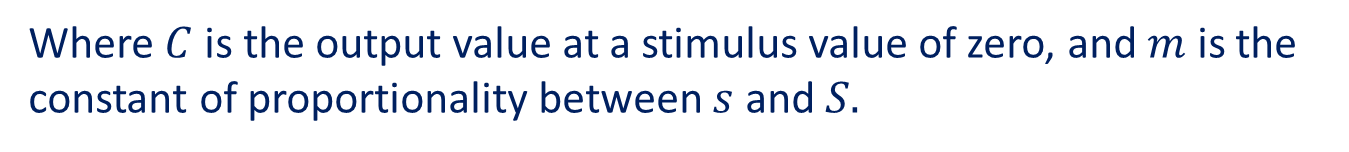 Where C is the output value at a stimulus value of zero, and m is the
constant of proportionality between s and S.